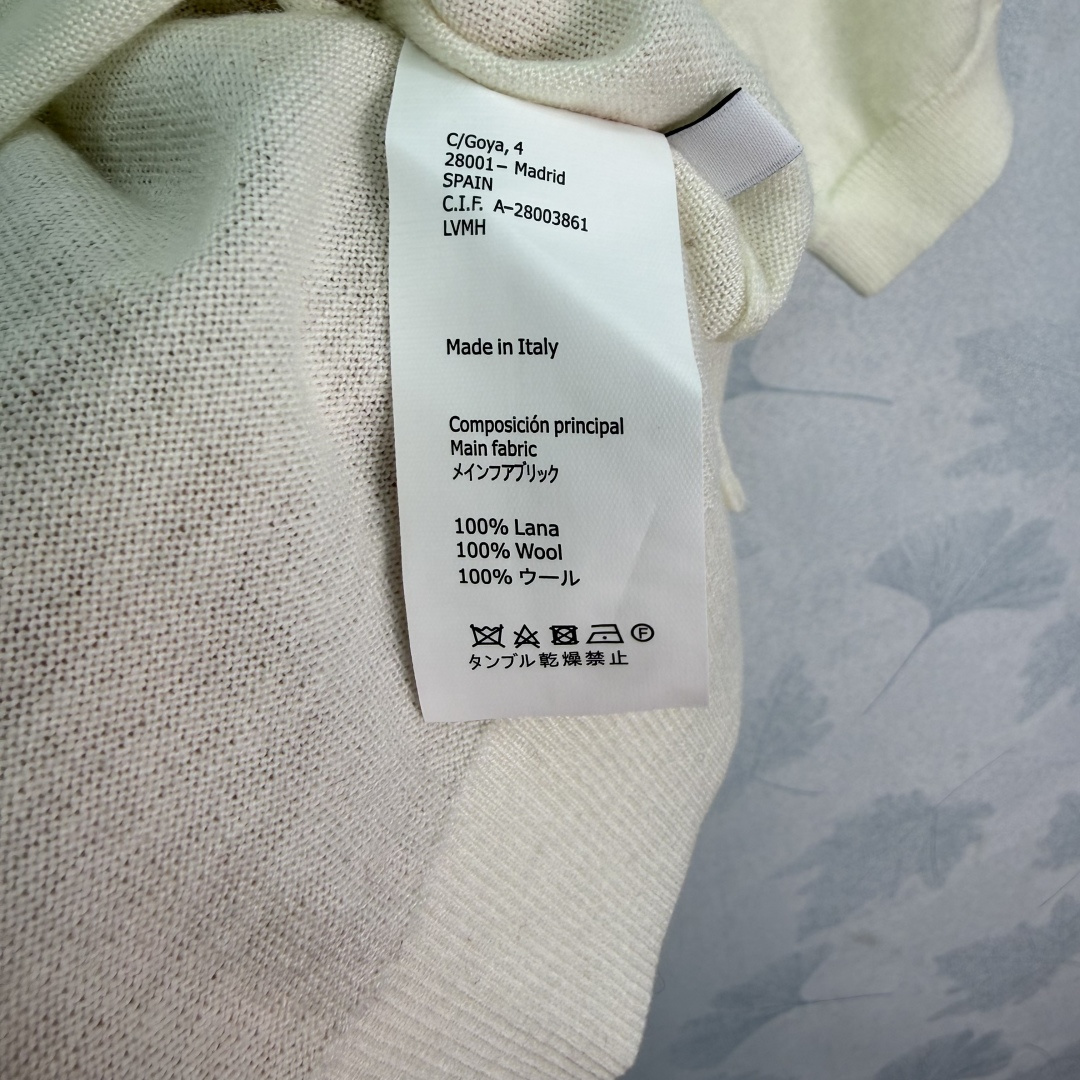 C/Goya, 4
28001– Madrid
SPAIN
C.I.F. A–28003861
LVMH
Made in Italy
Composición principal
Main fabric
メインフアブリック
100% Lana
100% Wool
100% ウール
F
タンブル乾燥禁止